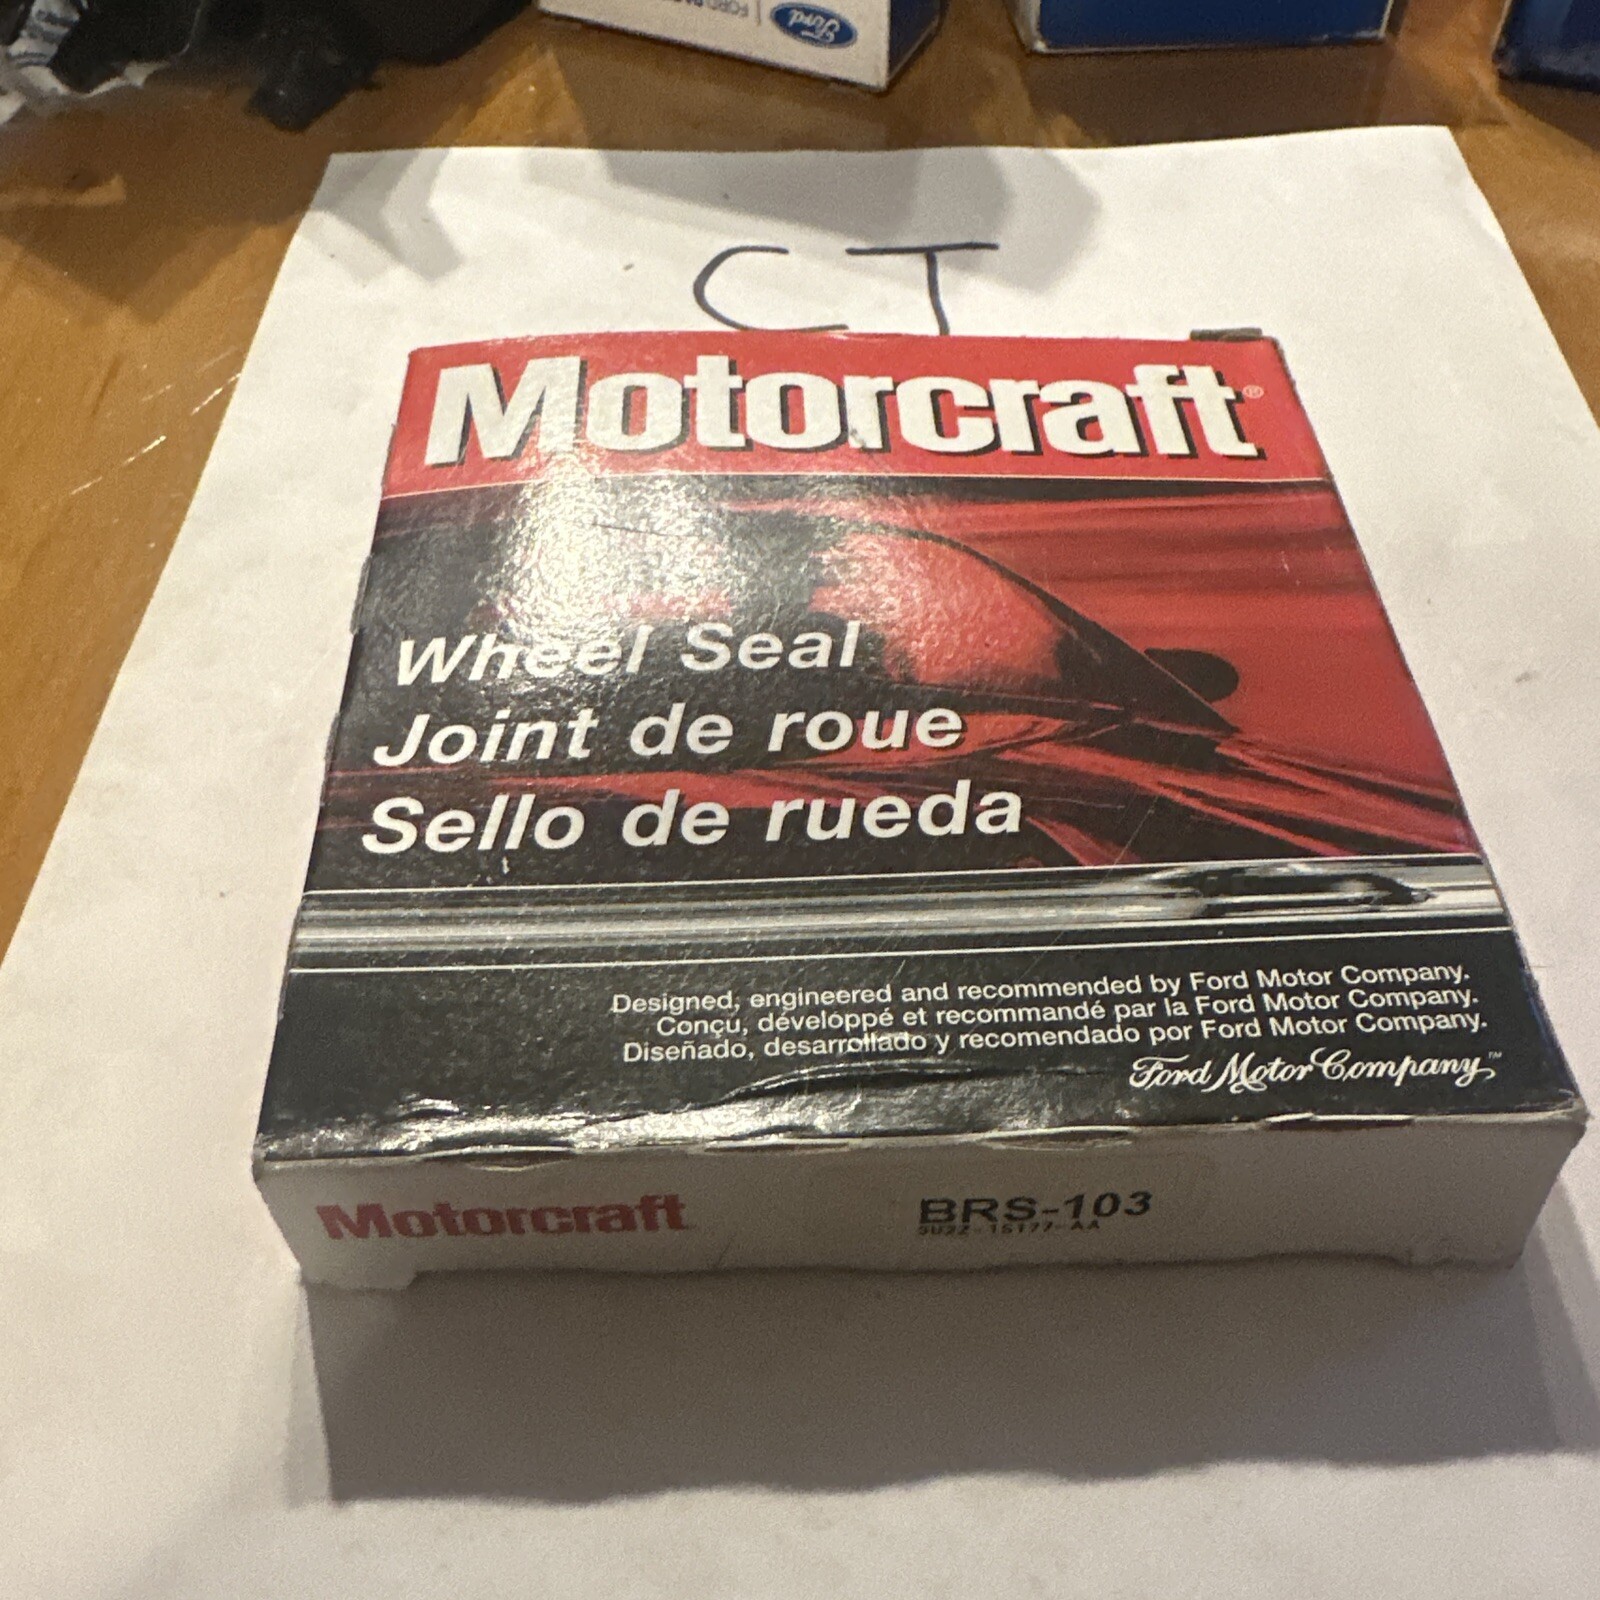 Ford
CT
Motorcraft®
Wheel Seal
Joint de roue
Sello de rueda
Designed, engineered and recommended by Ford Motor Company.
Conçu, développé et recommandé par la Ford Motor Company.
Diseñado, desarrollado y recomendado por Ford Motor Company.
Ford Motor Company™
Motorcraft BRS-103